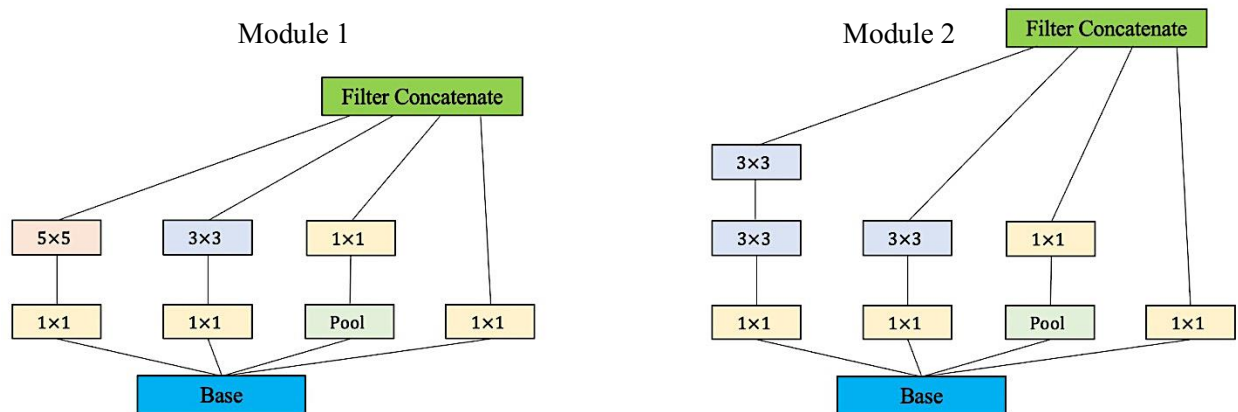 Module 1
Filter Concatenate
5×5
3×3
1×1
1×1
1×1
Pool
1×1
Base
Module 2
Filter Concatenate
3×3
3×3
3×3
1×1
1×1
1×1
Pool
1×1
Base